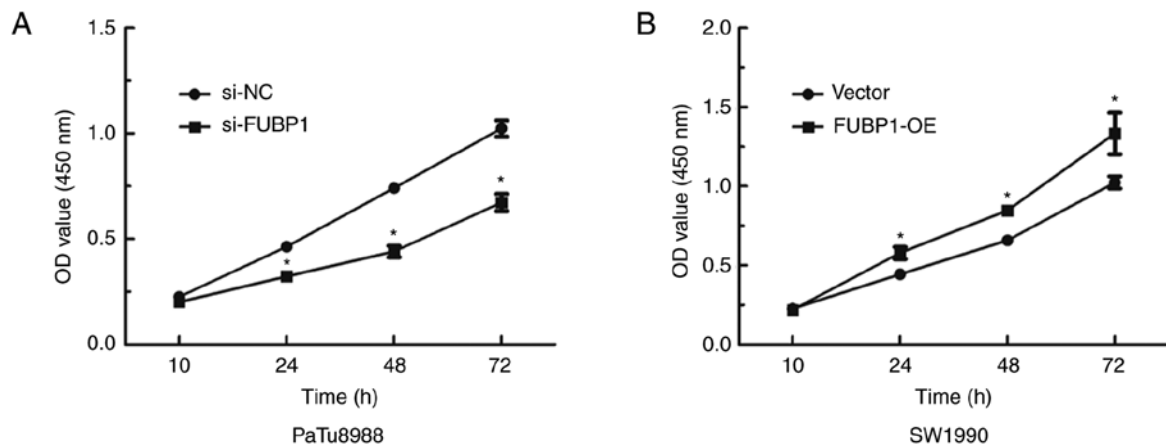 A
1.5
1.0
0.5
0.0
OD value (450 nm)
si-NC
si-FUBP1
*
*
*
10
24
48
72
Time (h)
PaTu8988
B
2.0
1.5
1.0
0.5
0.0
OD value (450 nm)
Vector
FUBP1-OE
*
*
*
10
24
48
72
Time (h)
SW1990